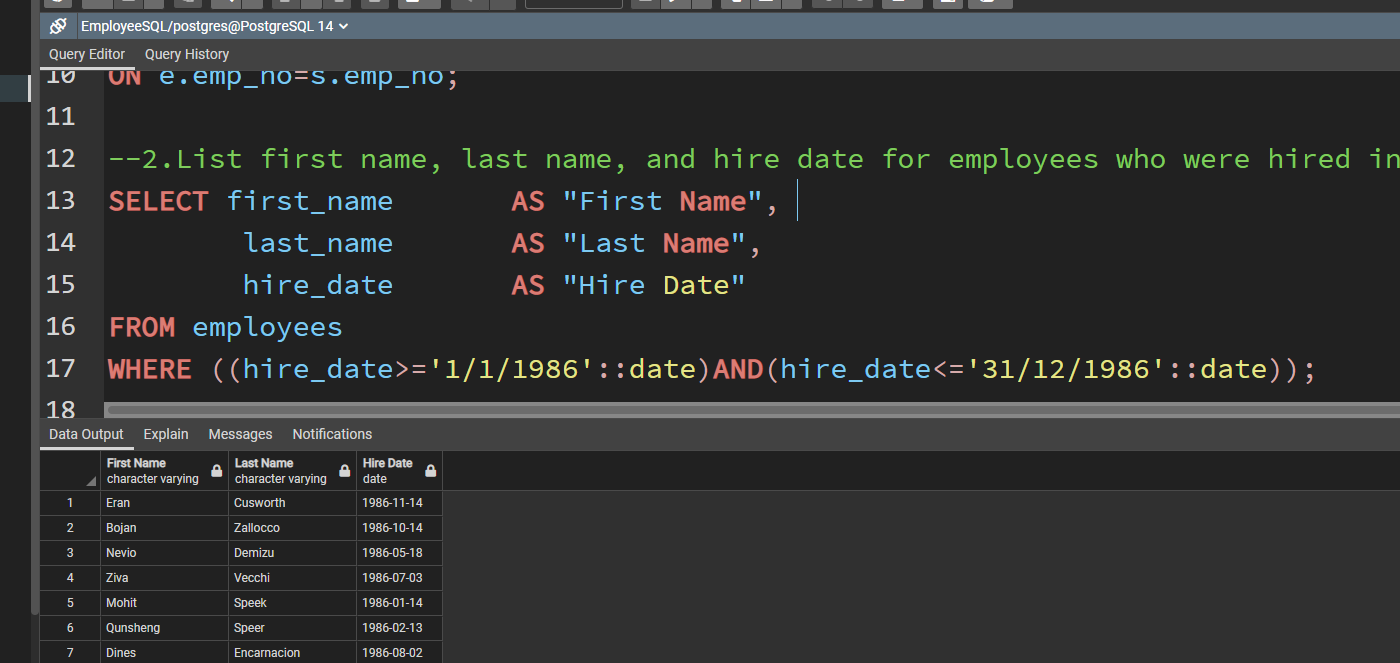 EmployeeSQL/postgres@PostgreSQL 14
Query Editor Query History
10 ON e.emp_no=s.emp_no;
11
12 --2.List first name, last name, and hire date for employees who were hired in
13 SELECT first_name AS "First Name",
14 last_name AS "Last Name",
15 hire_date AS "Hire Date"
16 FROM employees
17 WHERE ((hire_date>='1/1/1986'::date)AND(hire_date<='31/12/1986'::date));
18
Data Output Explain Messages Notifications
First Name Last Name Hire Date
character varying character varying date
1 Eran Cusworth 1986-11-14
2 Bojan Zallocco 1986-10-14
3 Nevio Demizu 1986-05-18
4 Ziva Vecchi 1986-07-03
5 Mohit Speek 1986-01-14
6 Qunsheng Speer 1986-02-13
7 Dines Encarnacion 1986-08-02